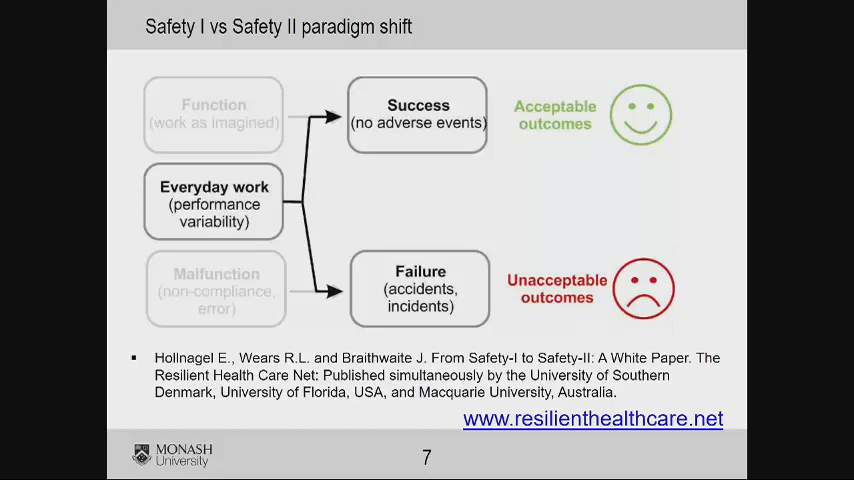 Safety I vs Safety II paradigm shift
Function
(work as imagined)
Success
(no adverse events)
Acceptable
outcomes
Everyday work
(performance
variability)
Malfunction
(non-compliance,
error)
Failure
(accidents,
incidents)
Unacceptable
outcomes
Hollnagel E., Wears R.L. and Braithwaite J. From Safety-I to Safety-II: A White Paper. The
Resilient Health Care Net: Published simultaneously by the University of Southern
Denmark, University of Florida, USA, and Macquarie University, Australia.
www.resilienthealthcare.net
MONASH
University
7